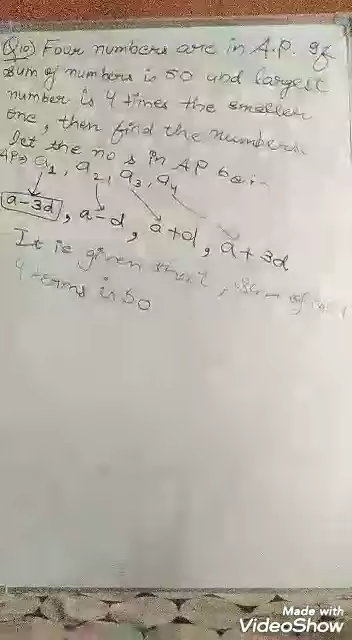 Q10) Four numbers are in A.P. If
sum of numbers is 50 and largest
number is 4 times the smaller
one, then find the numbers.
let the no s in AP be
AP→ a1, a2, a3, a4
a-3d, a-d, a+d, a+3d
It is given that, sum of
4 terms is 50
Made with
VideoShow